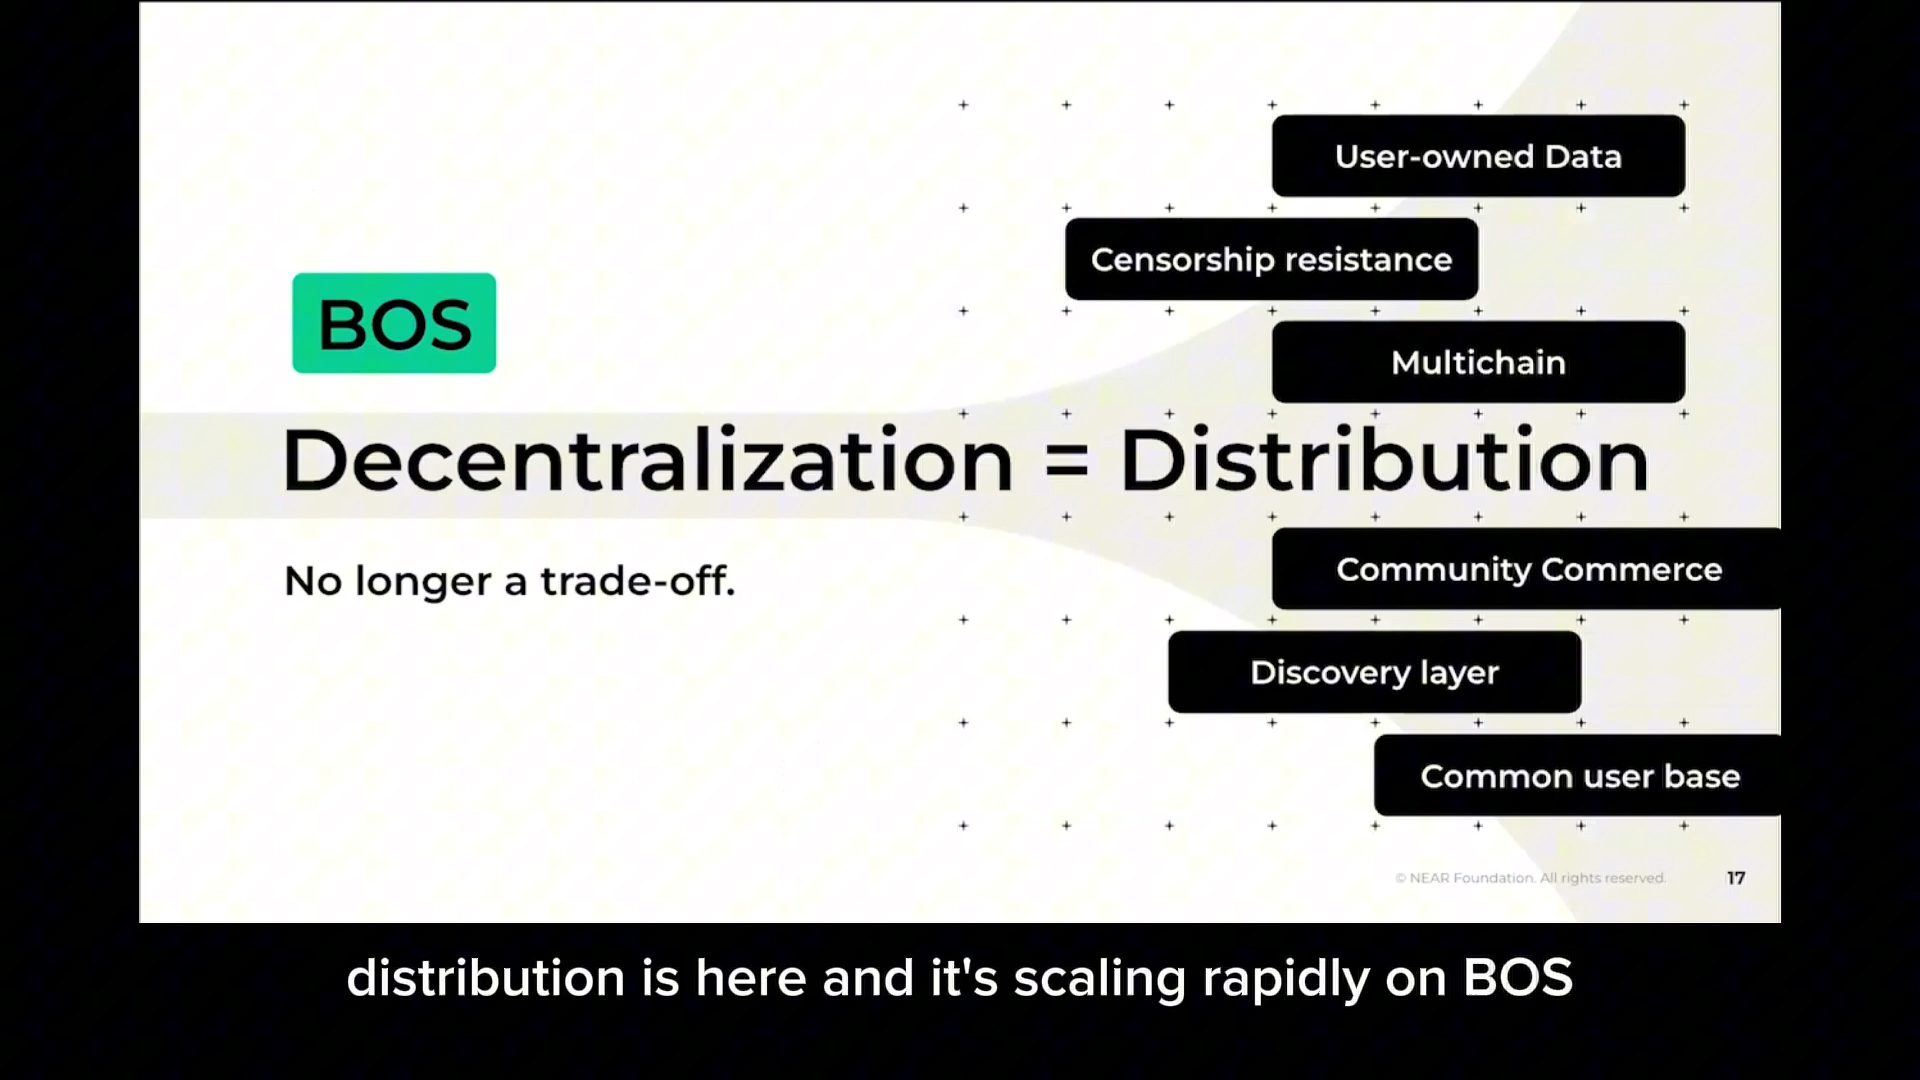 User-owned Data
Censorship resistance
BOS
Multichain
Decentralization = Distribution
No longer a trade-off.
Community Commerce
Discovery layer
Common user base
© NEAR Foundation. All rights reserved.
17
distribution is here and it's scaling rapidly on BOS